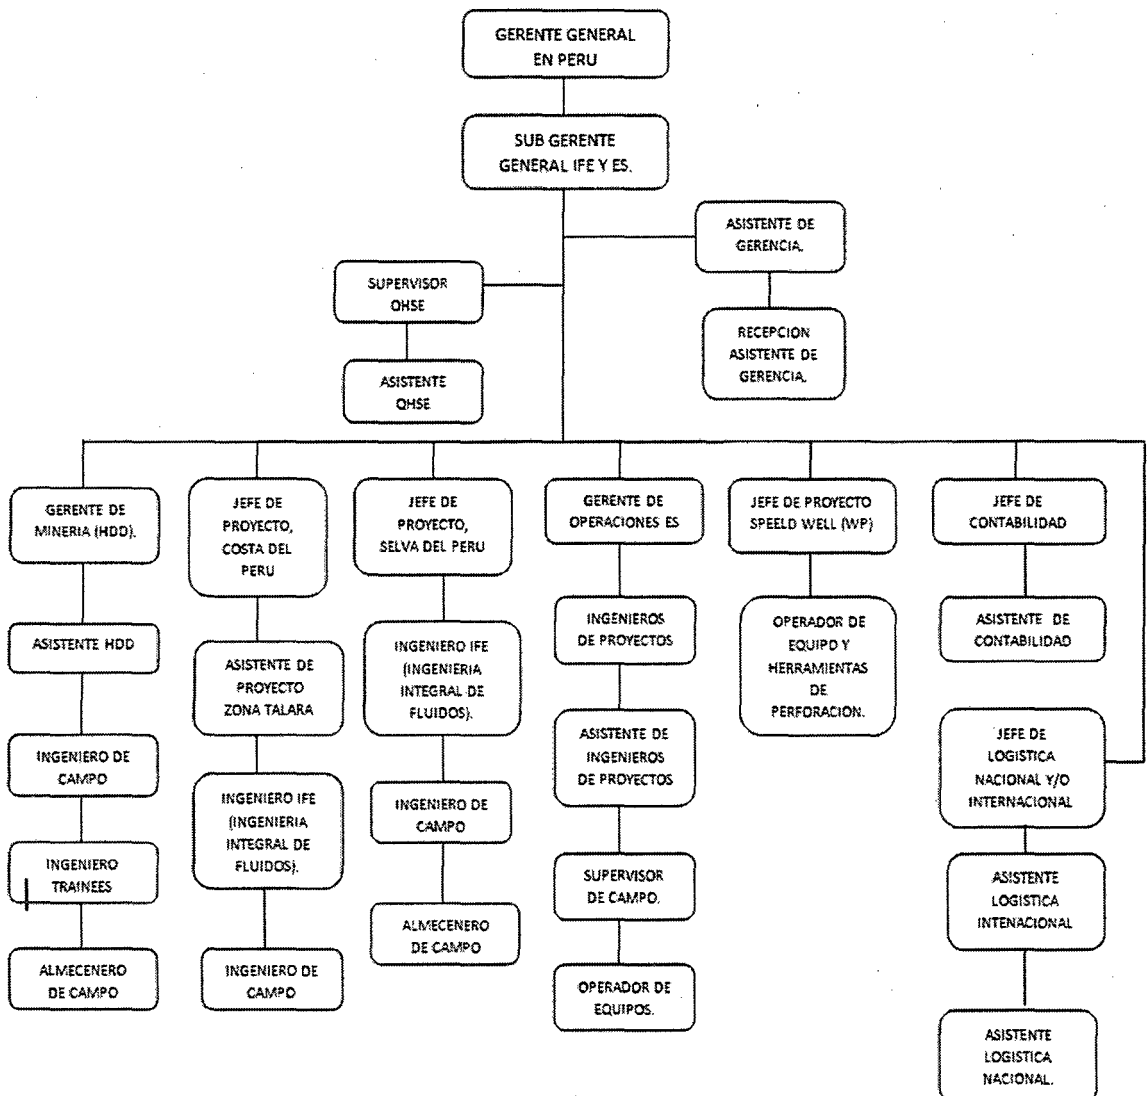 GERENTE GENERAL
EN PERU
SUB GERENTE
GENERAL IFE Y ES.
ASISTENTE DE
GERENCIA.
SUPERVISOR
QHSE
RECEPCION
ASISTENTE DE
GERENCIA.
ASISTENTE
QHSE
GERENTE DE
MINERIA (HDD).
ASISTENTE HDD
INGENIERO DE
CAMPO
INGENIERO
TRAINEES
ALMECENERO
DE CAMPO
JEFE DE
PROYECTO,
COSTA DEL
PERU
ASISTENTE DE
PROYECTO
ZONA TALARA
INGENIERO IFE
(INGENIERIA
INTEGRAL DE
FLUIDOS).
INGENIERO DE
CAMPO
JEFE DE
PROYECTO,
SELVA DEL PERU
INGENIERO IFE
(INGENIERIA
INTEGRAL DE
FLUIDOS).
INGENIERO DE
CAMPO
ALMECENERO
DE CAMPO
GERENTE DE
OPERACIONES ES
INGENIEROS
DE PROYECTOS
ASISTENTE DE
INGENIEROS
DE PROYECTOS
SUPERVISOR
DE CAMPO.
OPERADOR DE
EQUIPOS.
JEFE DE PROYECTO
SPEELD WELL (WP)
OPERADOR DE
EQUIPO Y
HERRAMIENTAS
DE
PERFORACION.
JEFE DE
CONTABILIDAD
ASISTENTE DE
CONTABILIDAD
JEFE DE
LOGISTICA
NACIONAL Y/O
INTERNACIONAL
ASISTENTE
LOGISTICA
INTENACIONAL
ASISTENTE
LOGISTICA
NACIONAL.